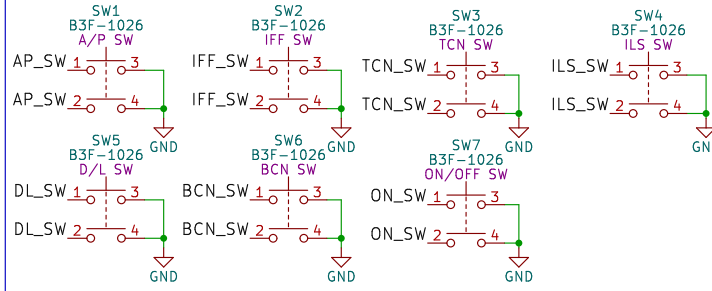 SW1
B3F-1026
A/P SW
AP_SW 1 3
AP_SW 2 4
GND
SW2
B3F-1026
IFF SW
IFF_SW 1 3
IFF_SW 2 4
GND
SW3
B3F-1026
TCN SW
TCN_SW 1 3
TCN_SW 2 4
GND
SW4
B3F-1026
ILS SW
ILS_SW 1 3
ILS_SW 2 4
GND
SW5
B3F-1026
D/L SW
DL_SW 1 3
DL_SW 2 4
GND
SW6
B3F-1026
BCN SW
BCN_SW 1 3
BCN_SW 2 4
GND
SW7
B3F-1026
ON/OFF SW
ON_SW 1 3
ON_SW 2 4
GND